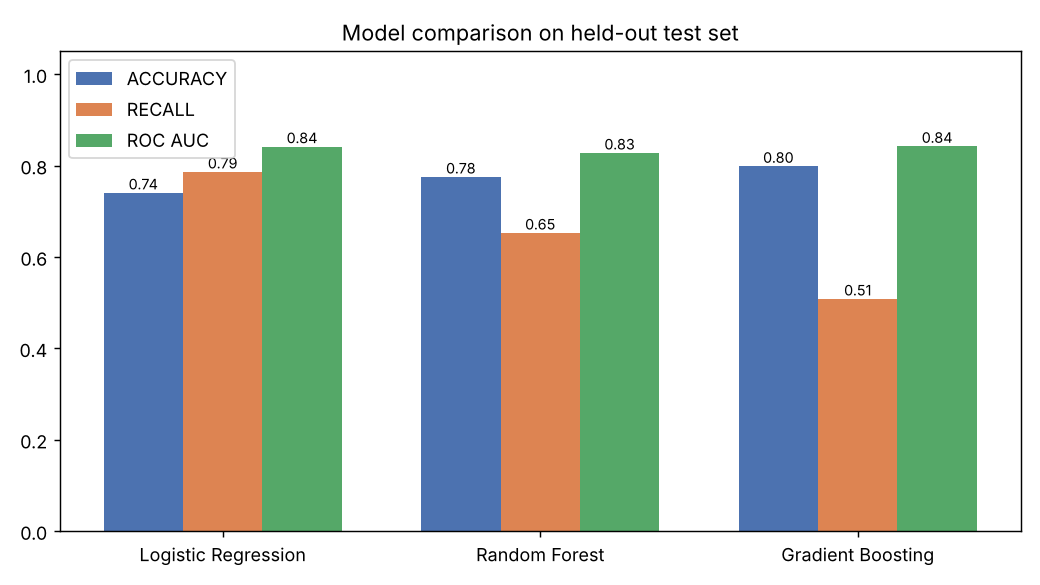 Model comparison on held-out test set
ACCURACY
RECALL
ROC AUC
1.0
0.8
0.6
0.4
0.2
0.0
0.74
0.79
0.84
0.78
0.65
0.83
0.80
0.51
0.84
Logistic Regression
Random Forest
Gradient Boosting